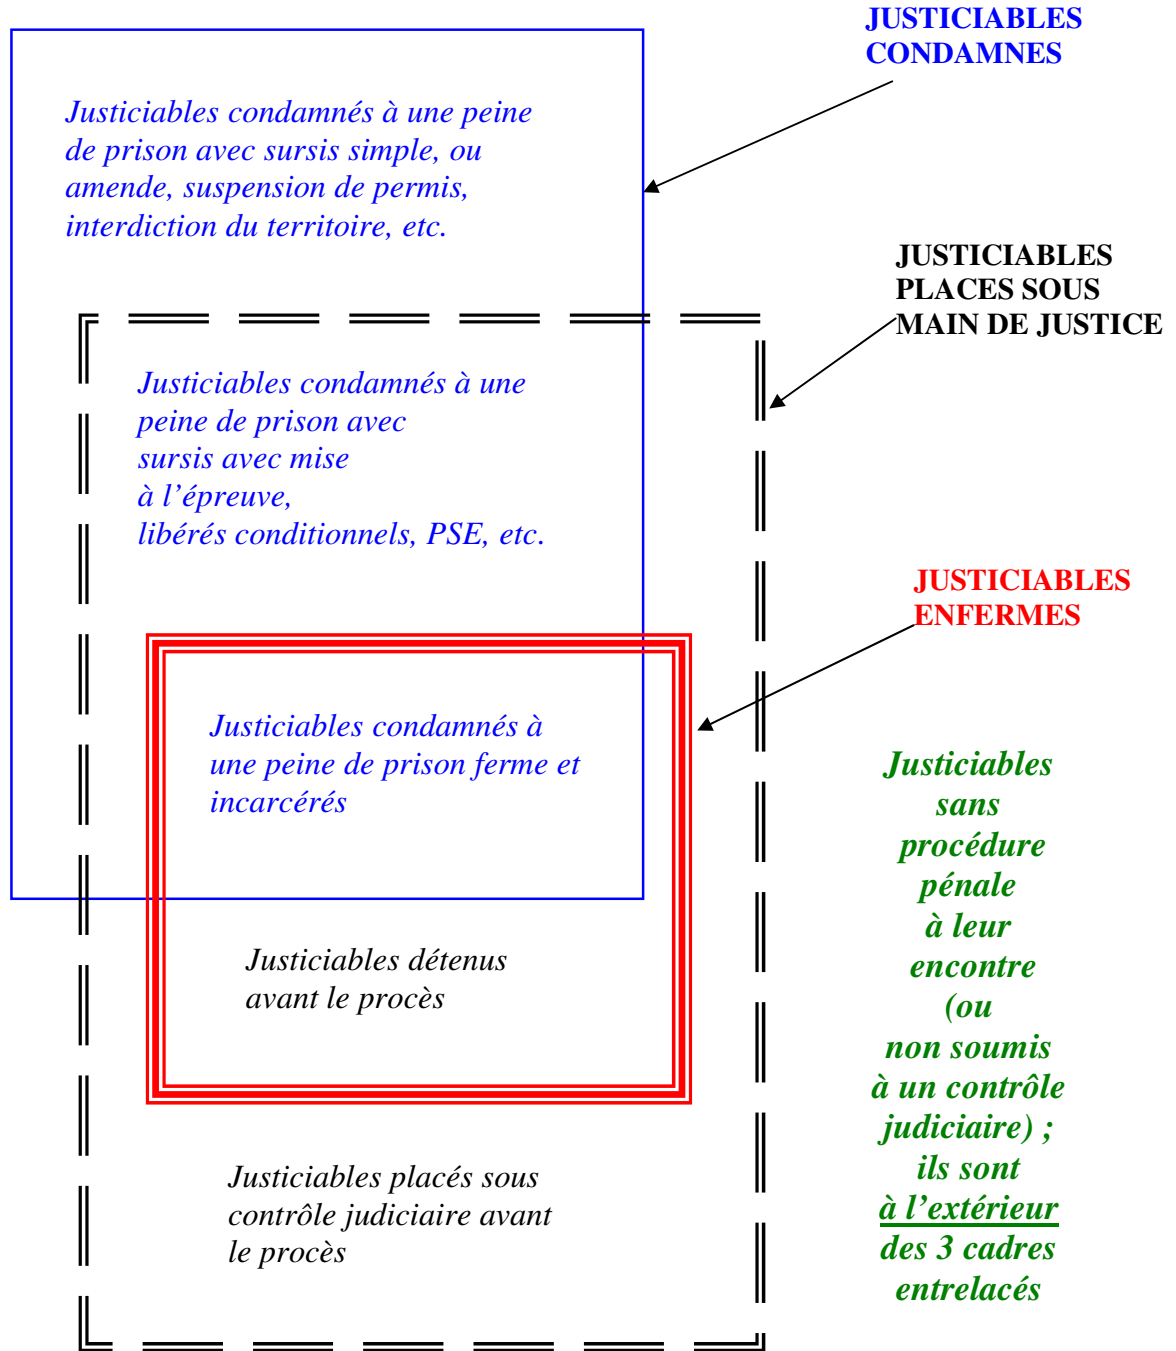 JUSTICIABLES
CONDAMNES
Justiciables condamnés à une peine
de prison avec sursis simple, ou
amende, suspension de permis,
interdiction du territoire, etc.
JUSTICIABLES
PLACES SOUS
MAIN DE JUSTICE
Justiciables condamnés à une
peine de prison avec
sursis avec mise
à l’épreuve,
libérés conditionnels, PSE, etc.
JUSTICIABLES
ENFERMES
Justiciables condamnés à
une peine de prison ferme et
incarcérés
Justiciables détenus
avant le procès
Justiciables placés sous
contrôle judiciaire avant
le procès
Justiciables
sans
procédure
pénale
à leur
encontre
(ou
non soumis
à un contrôle
judiciaire) ;
ils sont
à l’extérieur
des 3 cadres
entrelacés